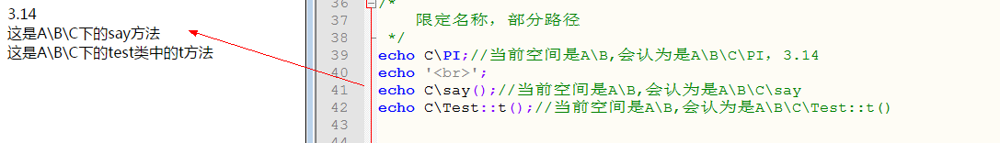 3.14
这是A\B\C下的say方法
这是A\B\C下的test类中的t方法
36 /*
37 限定名称，部分路径
38 */
39 echo C\PI;//当前空间是A\B,会认为是A\B\C\PI，3.14
40 echo '<br>';
41 echo C\say();//当前空间是A\B,会认为是A\B\C\say
42 echo C\Test::t();//当前空间是A\B,会认为是A\B\C\Test::t()
43
44